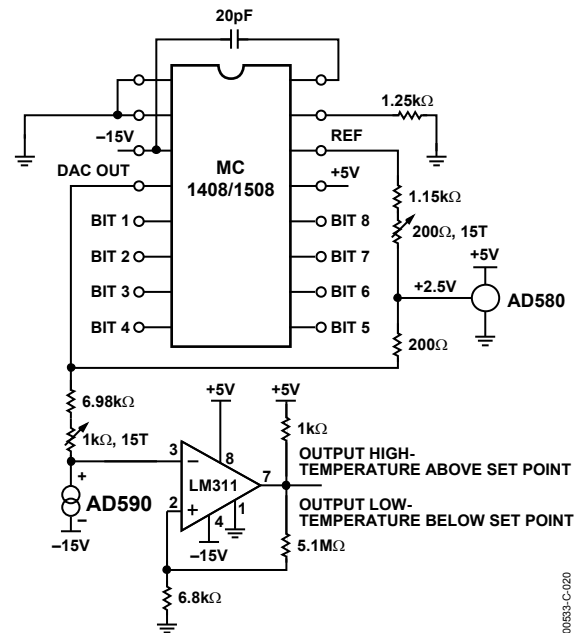 20pF
1.25kΩ
–15V
REF
MC
1408/1508
DAC OUT
+5V
1.15kΩ
BIT 1
BIT 8
200Ω, 15T
BIT 2
BIT 7
+5V
BIT 3
BIT 6
+2.5V
AD580
BIT 4
BIT 5
200Ω
6.98kΩ
+5V
+5V
1kΩ, 15T
1kΩ
3
8
OUTPUT HIGH-
TEMPERATURE ABOVE SET POINT
+
–
LM311
7
AD590
2
+
1
OUTPUT LOW-
TEMPERATURE BELOW SET POINT
–
4
–15V
–15V
5.1MΩ
6.8kΩ
00533-C-020